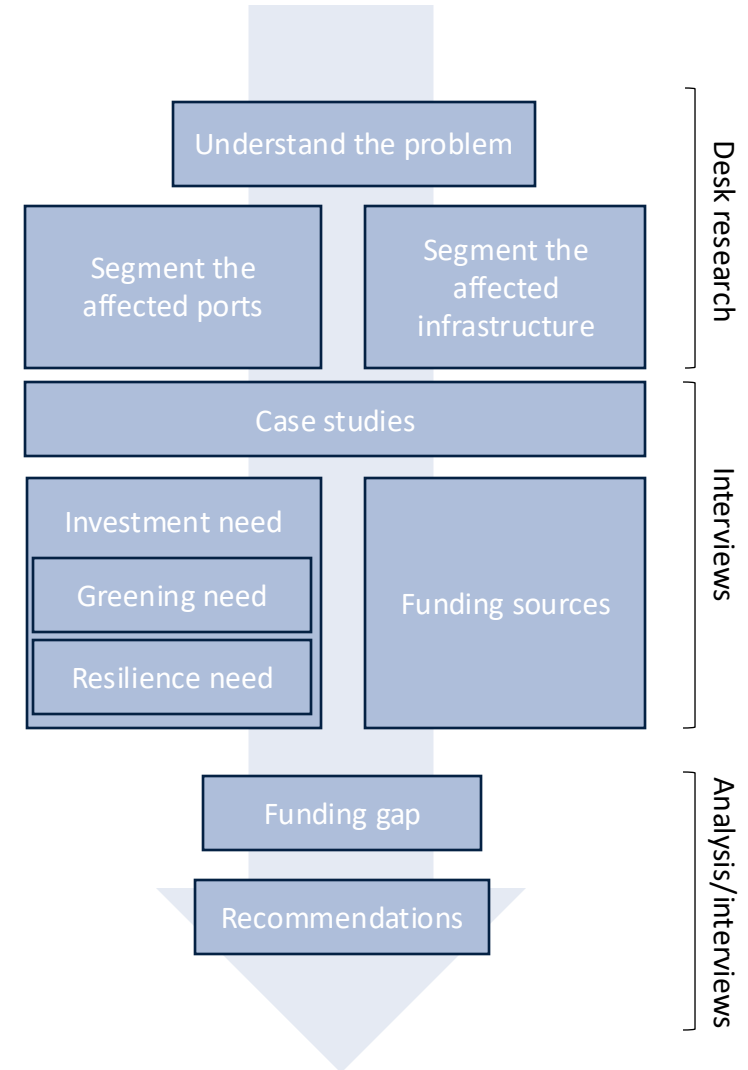 Understand the problem
Segment the
affected ports
Segment the
affected
infrastructure
Desk research
Case studies
Investment need
Greening need
Resilience need
Funding sources
Interviews
Funding gap
Recommendations
Analysis/interviews